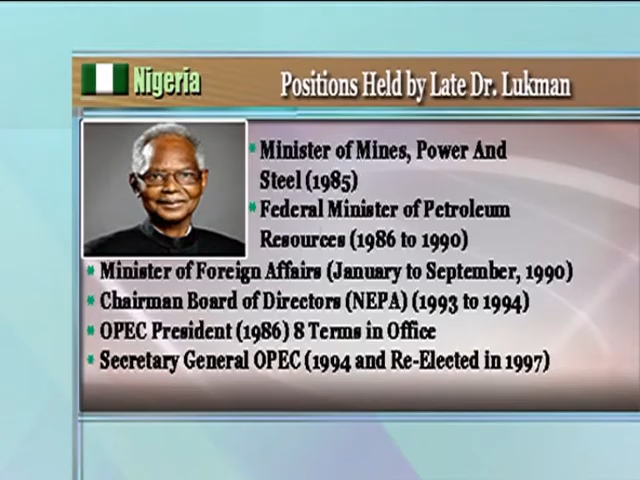 Nigeria
Positions Held by Late Dr. Lukman
* Minister of Mines, Power And
Steel (1985)
* Federal Minister of Petroleum
Resources (1986 to 1990)
* Minister of Foreign Affairs (January to September, 1990)
* Chairman Board of Directors (NEPA) (1993 to 1994)
* OPEC President (1986) 8 Terms in Office
* Secretary General OPEC (1994 and Re-Elected in 1997)